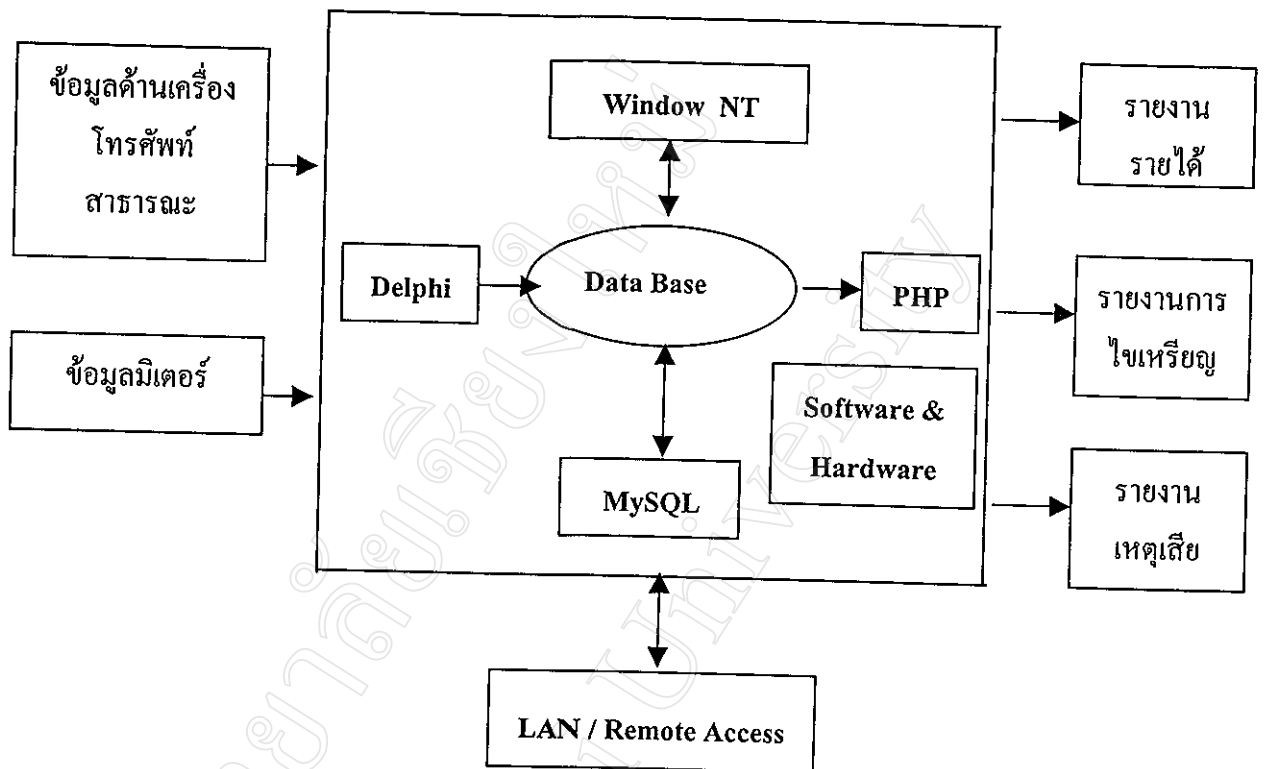 ข้อมูลด้านเครื่อง
โทรศัพท์
สาธารณะ
ข้อมูลมิเตอร์
Window NT
Delphi
Data Base
PHP
Software &
Hardware
MySQL
LAN / Remote Access
รายงาน
รายได้
รายงานการ
ไขเหรียญ
รายงาน
เหตุเสีย
University